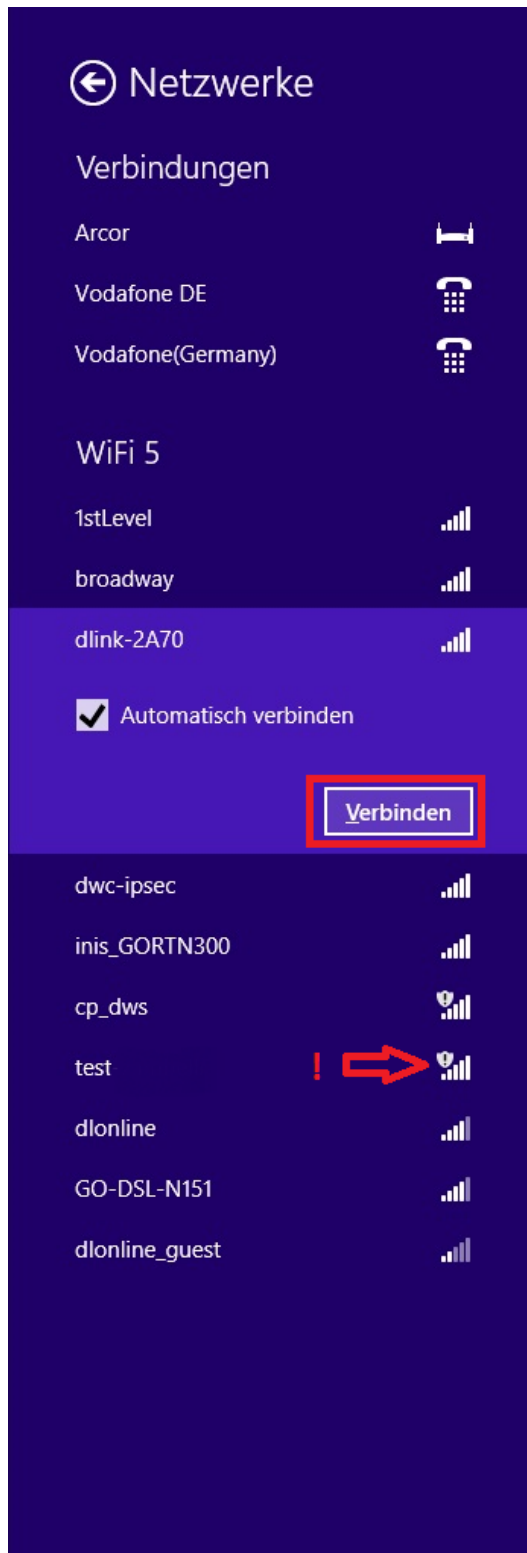 Netzwerke
Verbindungen
Arcor
Vodafone DE
Vodafone(Germany)
WiFi 5
1stLevel
broadway
dlink-2A70
Automatisch verbinden
Verbinden
dwc-ipsec
inis_GORTN300
cp_dws
test !
dlonline
GO-DSL-N151
dlonline_guest